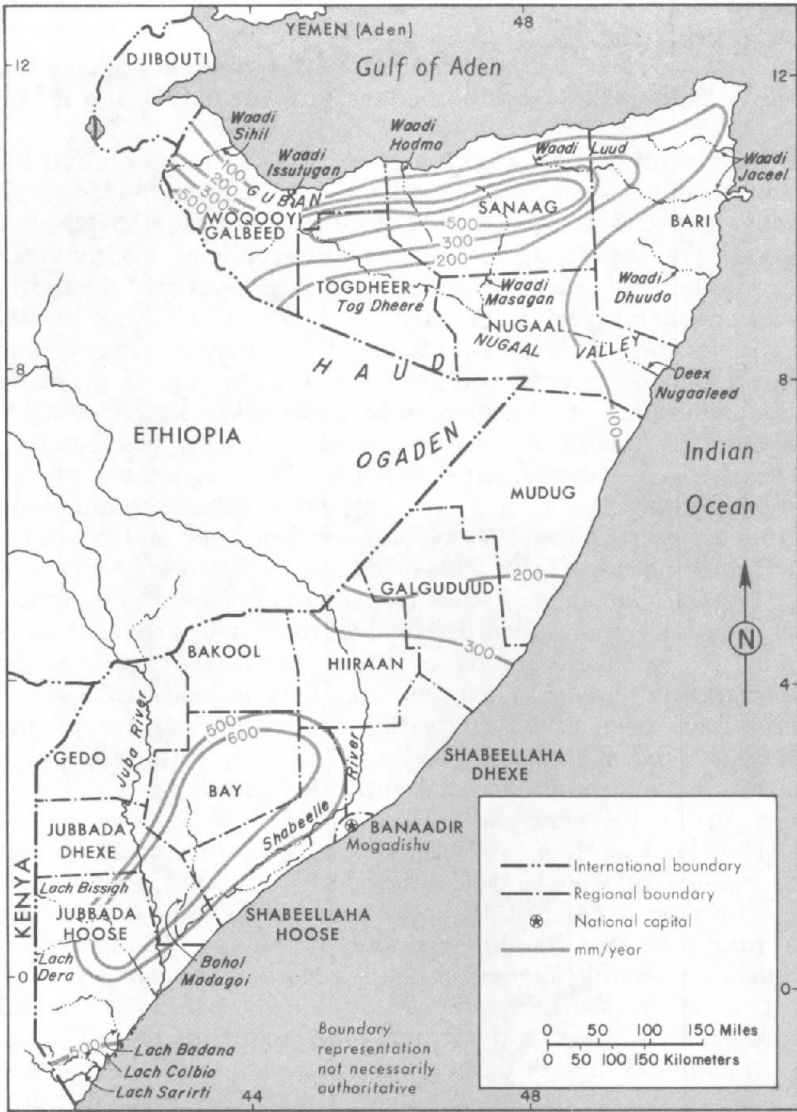 48
YEMEN (Aden)
DJIBOUTI
12
Gulf of Aden
12
Waadi
Sihil
Waadi
Issutugan
Waadi
Hodmo
Waadi
Luud
Waadi
Jaceel
100
200
300
500
GUBAN
WOQOOYI
GALBEED
SANAAG
500
300
200
BARI
TOGDHEER
Tog Dheere
Waadi
Masagan
Waadi
Dhuudo
NUGAAL
NUGAAL
VALLEY
HAUD
8
8
Deex
Nugaaleed
100
ETHIOPIA
OGADEN
Indian
Ocean
MUDUG
GALGUDUUD
200
N
BAKOOL
HIIRAAN
300
4
4
500
600
GEDO
Juba River
BAY
River
Shabeelle
SHABEELLAHA
DHEXE
JUBBADA
DHEXE
BANAADIR
Mogadishu
KENYA
Lach Bissigh
JUBBADA
HOOSE
SHABEELLAHA
HOOSE
Lach
Dera
Bohol
Madagoi
0
0
500
Lach Badana
Lach Colbio
Lach Sarirti
Boundary
representation
not necessarily
authoritative
International boundary
Regional boundary
National capital
mm/year
0 50 100 150 Miles
0 50 100 150 Kilometers
44
48